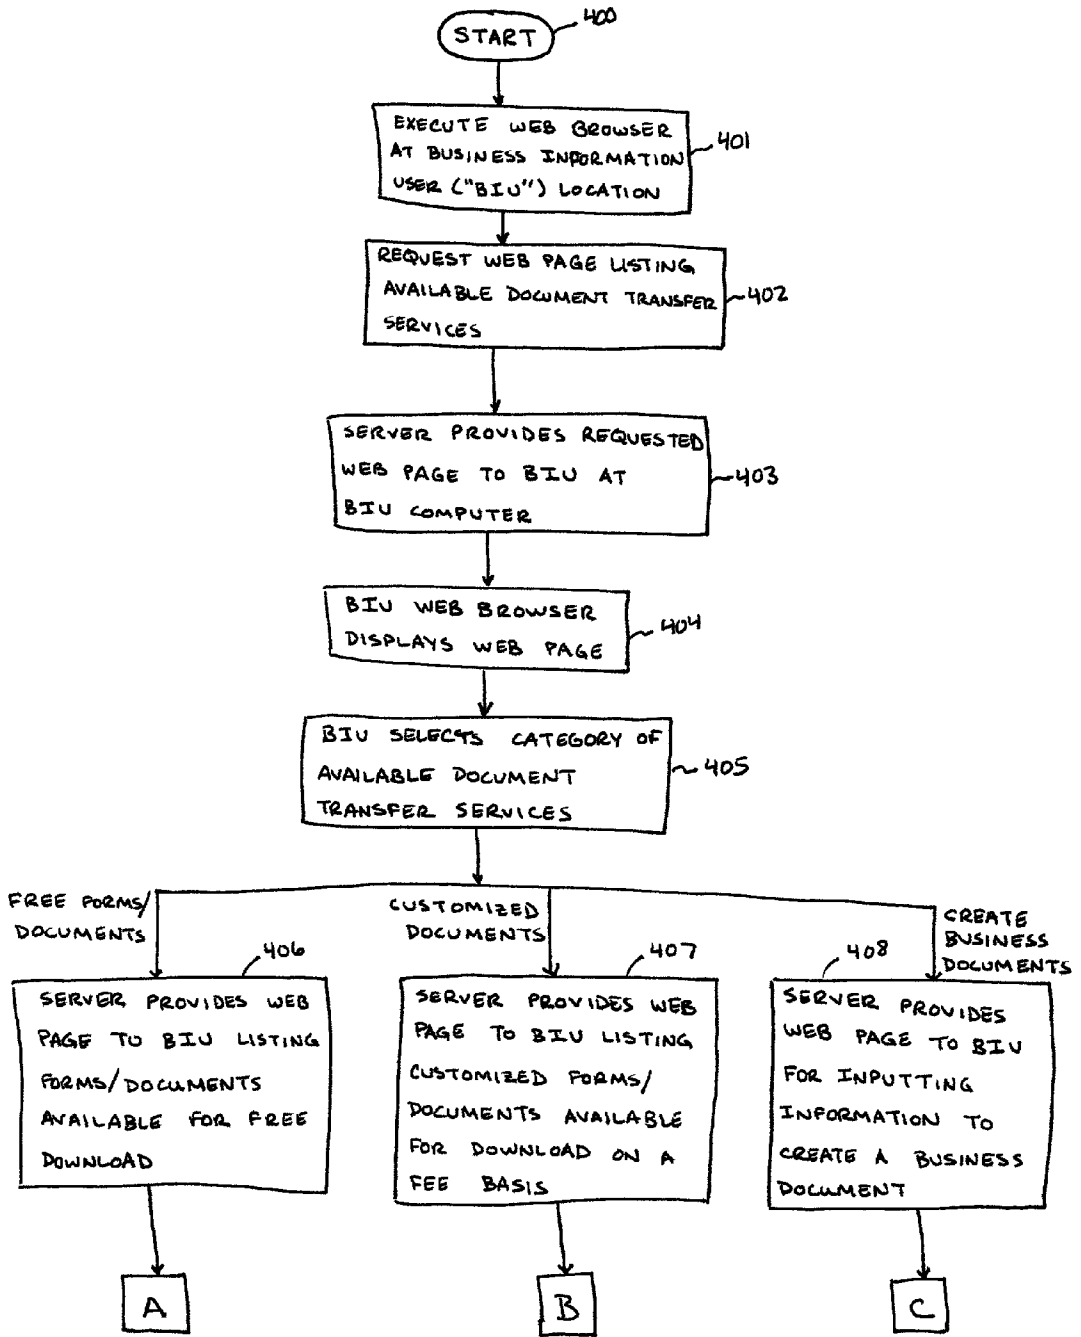 START
400
EXECUTE WEB BROWSER
AT BUSINESS INFORMATION
USER ("BIU") LOCATION
401
REQUEST WEB PAGE LISTING
AVAILABLE DOCUMENT TRANSFER
SERVICES
402
SERVER PROVIDES REQUESTED
WEB PAGE TO BIU AT
BIU COMPUTER
403
BIU WEB BROWSER
DISPLAYS WEB PAGE
404
BIU SELECTS CATEGORY OF
AVAILABLE DOCUMENT
TRANSFER SERVICES
405
FREE FORMS/
DOCUMENTS
406
SERVER PROVIDES WEB
PAGE TO BIU LISTING
FORMS/DOCUMENTS
AVAILABLE FOR FREE
DOWNLOAD
A
CUSTOMIZED
DOCUMENTS
407
SERVER PROVIDES WEB
PAGE TO BIU LISTING
CUSTOMIZED FORMS/
DOCUMENTS AVAILABLE
FOR DOWNLOAD ON A
FEE BASIS
B
CREATE
BUSINESS
DOCUMENTS
408
SERVER PROVIDES
WEB PAGE TO BIU
FOR INPUTTING
INFORMATION TO
CREATE A BUSINESS
DOCUMENT
C